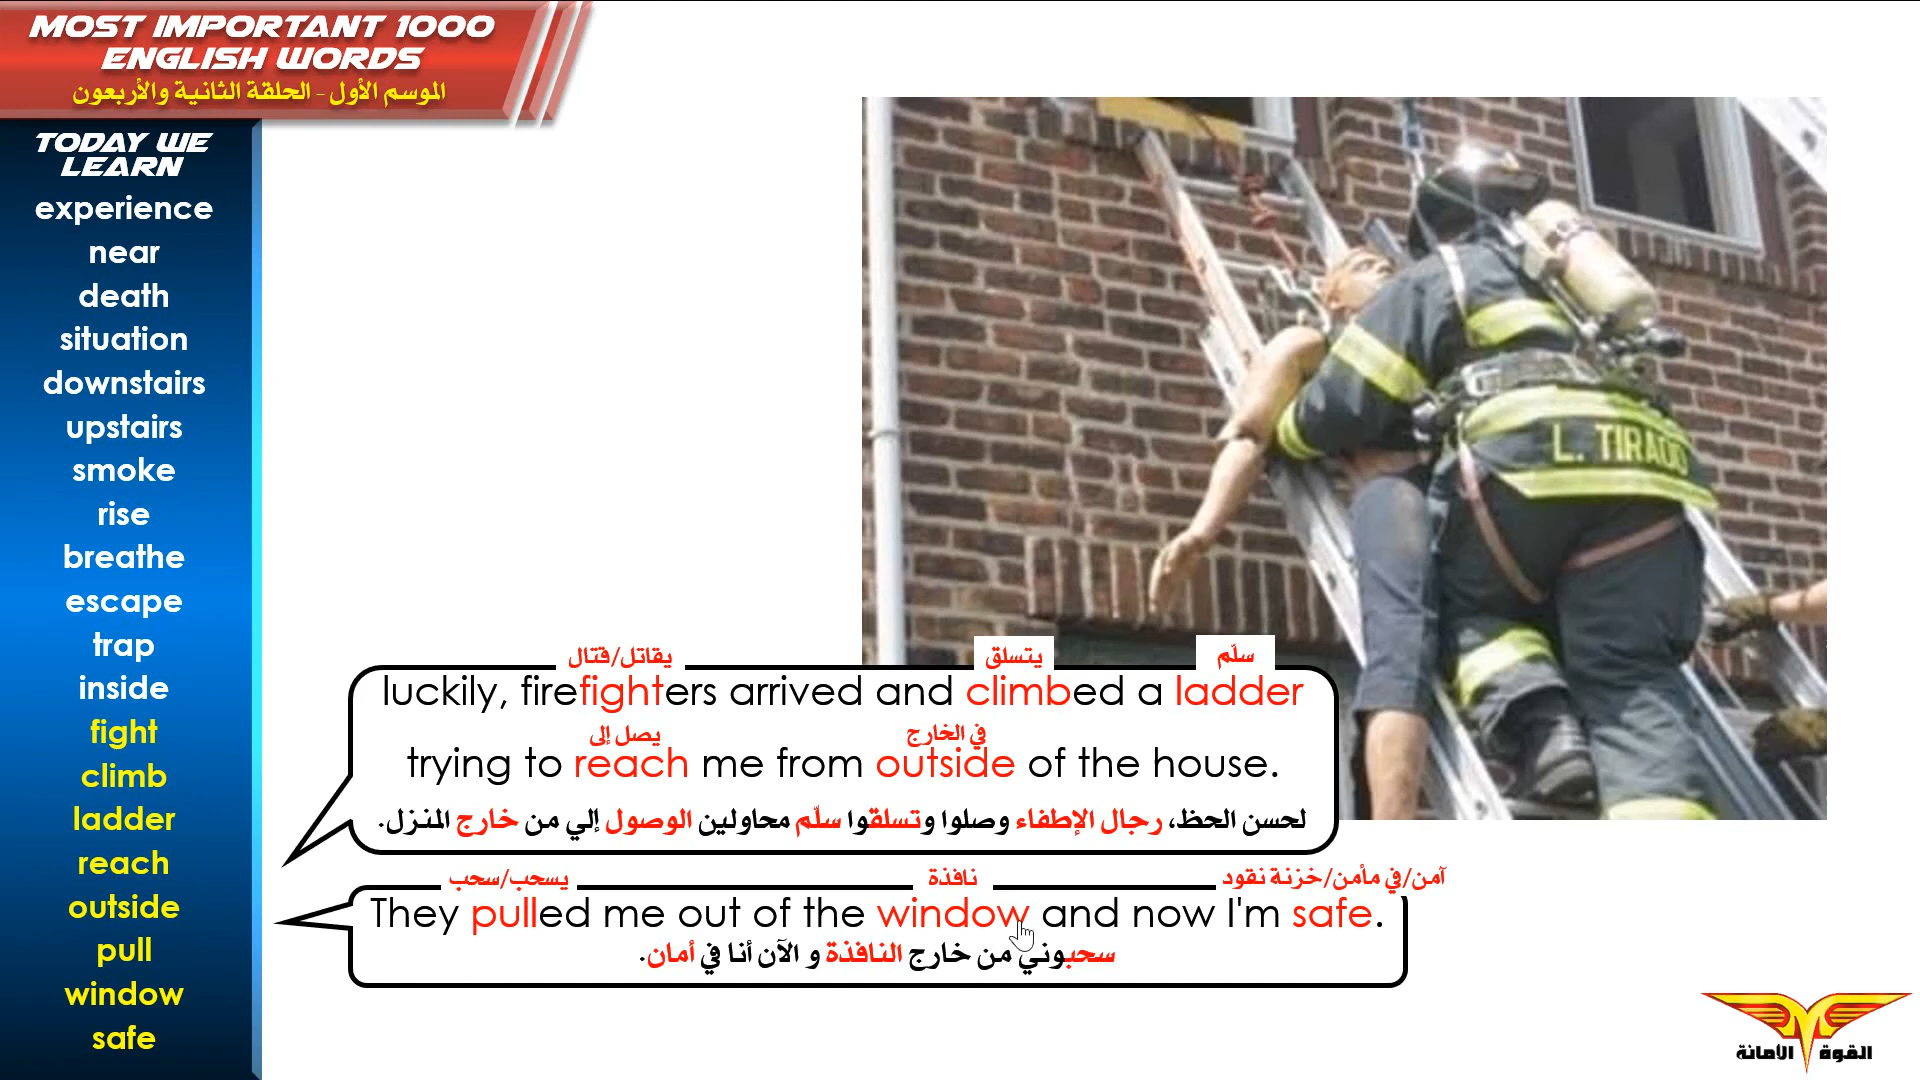 MOST IMPORTANT 1000
ENGLISH WORDS
الموسم الأول - الحلقة الثانية والأربعون
TODAY WE
LEARN
experience
near
death
situation
downstairs
upstairs
smoke
rise
breathe
escape
trap
inside
fight
climb
ladder
reach
outside
pull
window
safe
L. TIRADO
يقاتل/قتال يتسلق سلّم
luckily, firefighters arrived and climbed a ladder
يصل إلى في الخارج
trying to reach me from outside of the house.
لحسن الحظ، رجال الإطفاء وصلوا وتسلقوا سلّم محاولين الوصول إلي من خارج المنزل.
يسحب/سحب نافذة آمن/في مأمن/خزنة نقود
They pulled me out of the window and now I'm safe.
سحبوني من خارج النافذة و الآن أنا في أمان.
القوة الأمانة